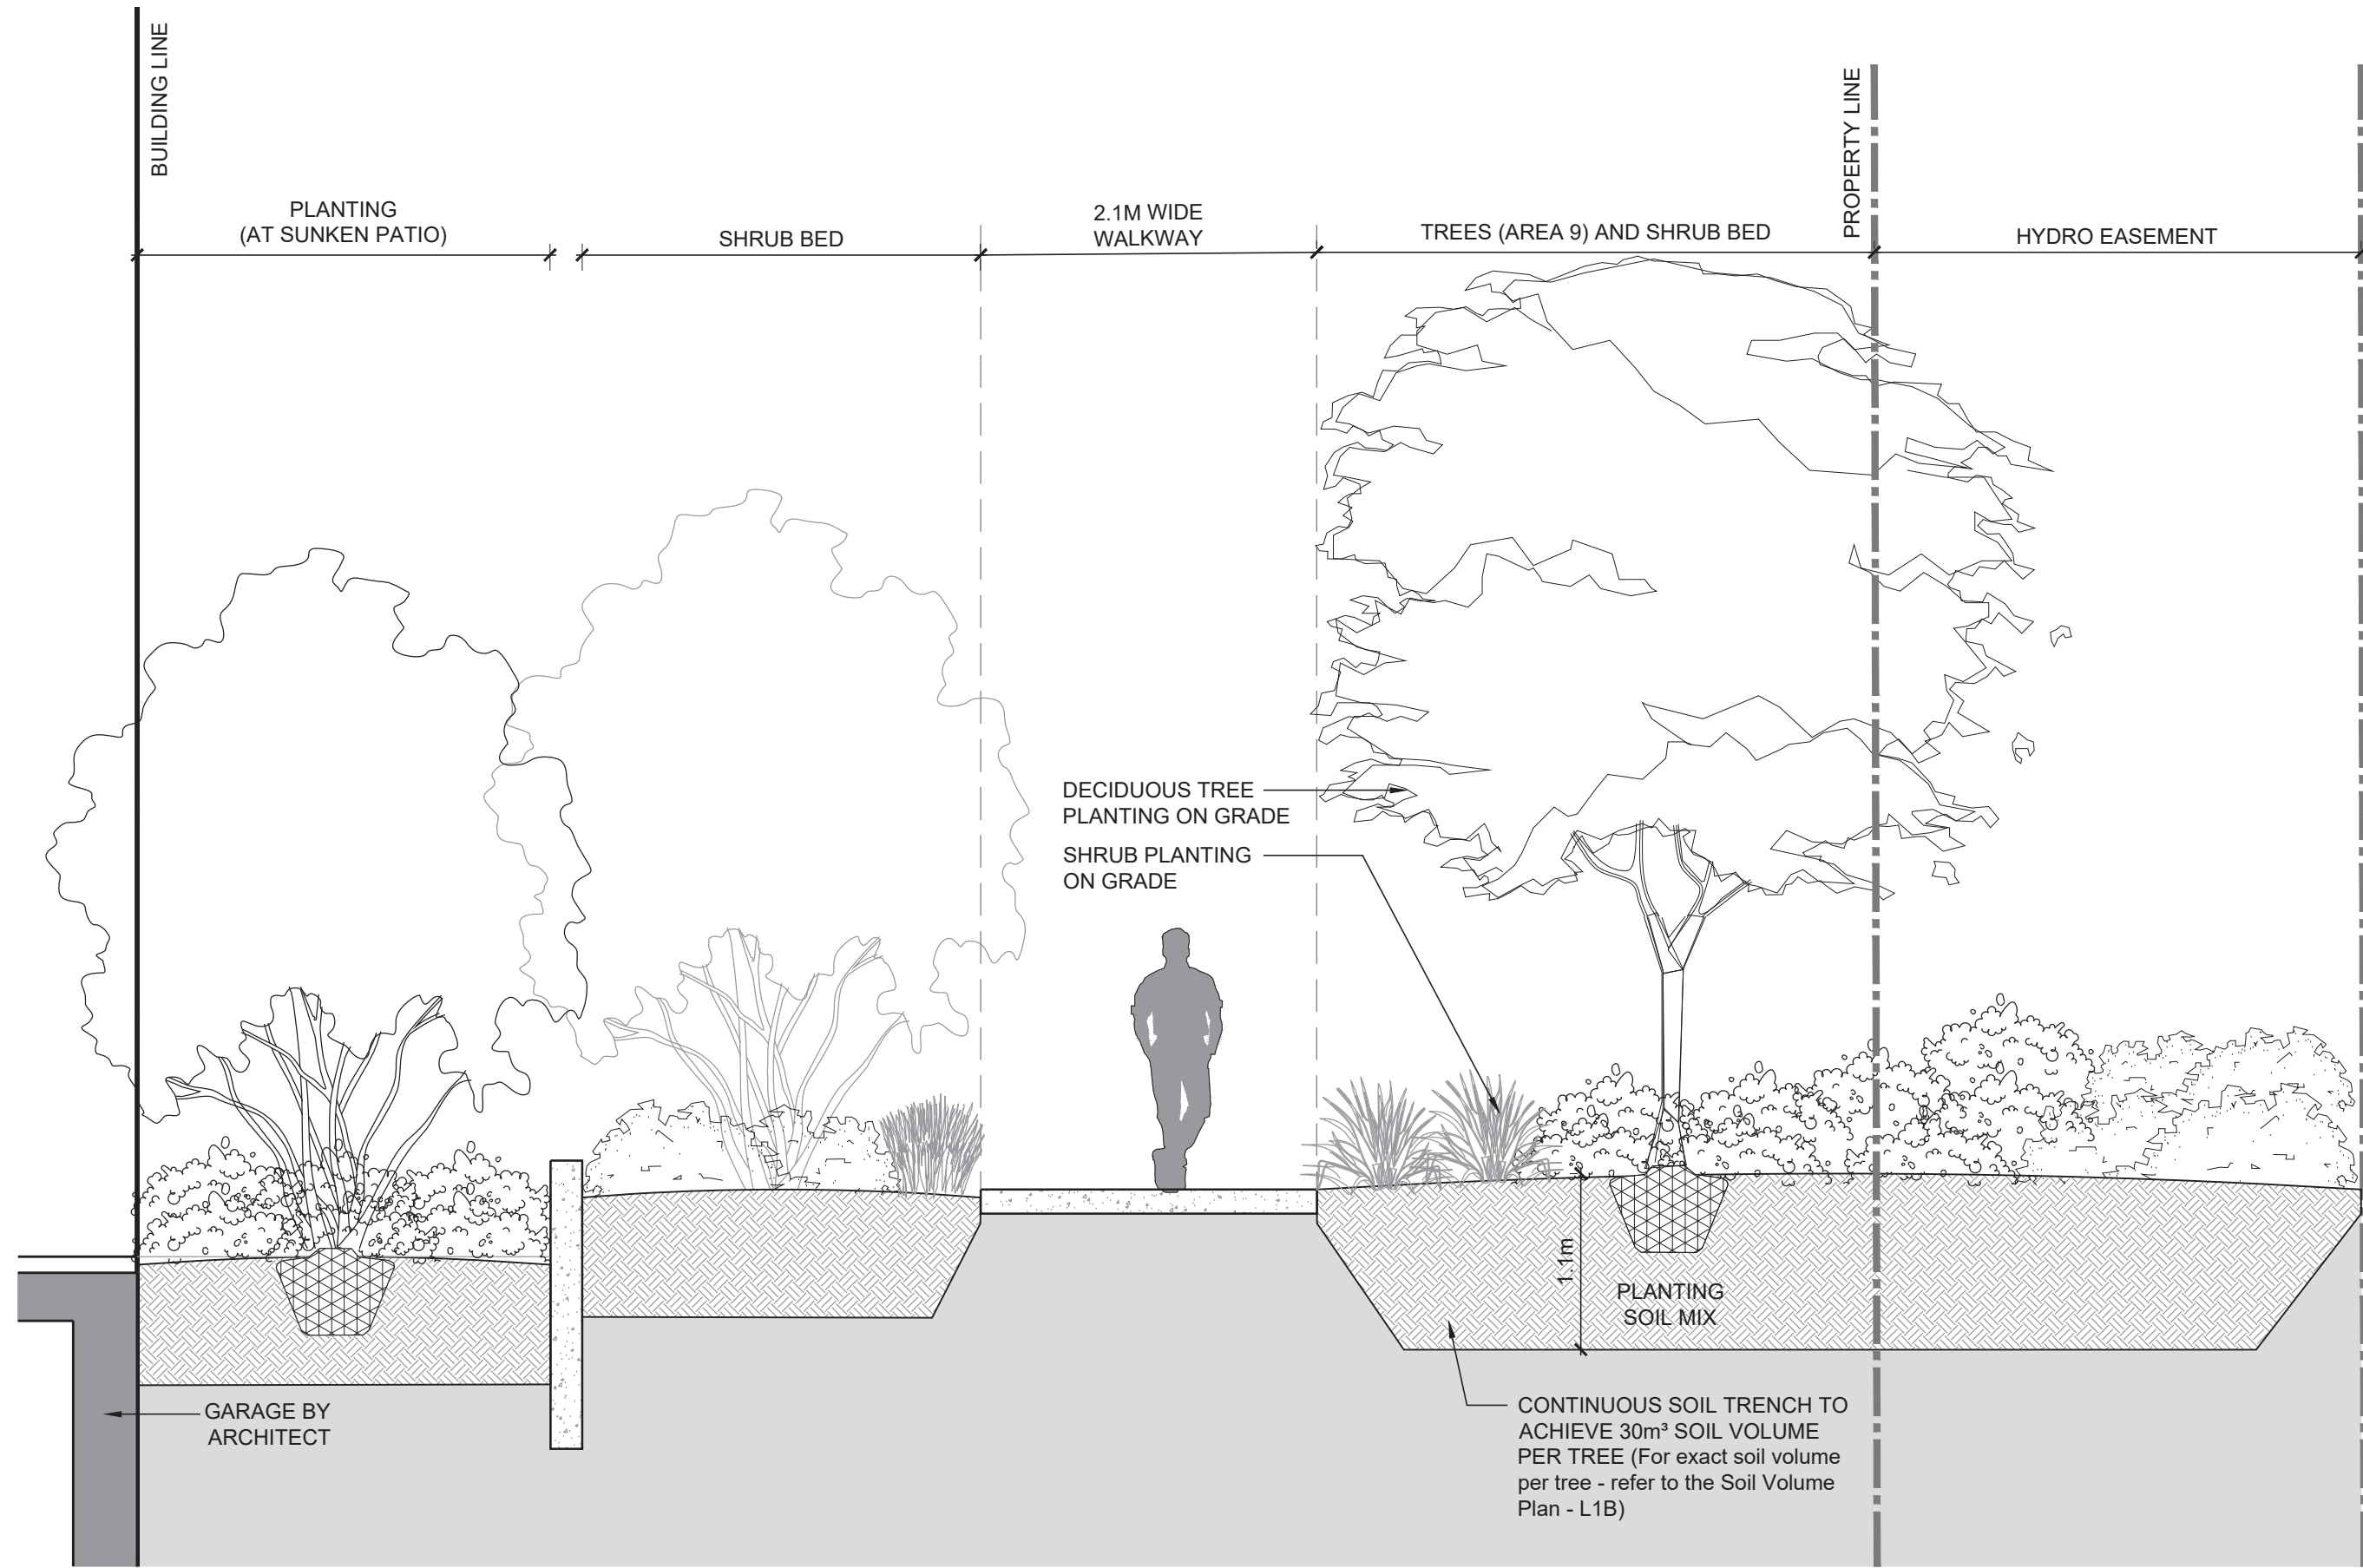 BUILDING LINE
PROPERTY LINE
PLANTING
(AT SUNKEN PATIO)
SHRUB BED
2.1M WIDE
WALKWAY
TREES (AREA 9) AND SHRUB BED
HYDRO EASEMENT
DECIDUOUS TREE
PLANTING ON GRADE
SHRUB PLANTING
ON GRADE
1.1m
PLANTING
SOIL MIX
GARAGE BY
ARCHITECT
CONTINUOUS SOIL TRENCH TO
ACHIEVE 30m³ SOIL VOLUME
PER TREE (For exact soil volume
per tree - refer to the Soil Volume
Plan - L1B)